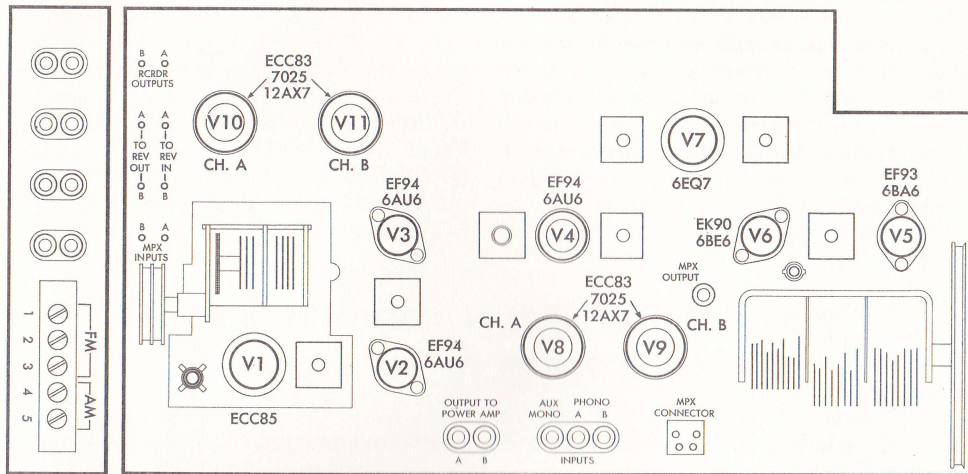 B A
RCRDR
OUTPUTS
A A
TO TO
REV REV
OUT IN
B B
B A
MPX
INPUTS
1
2
3
4
5
FM
AM
ECC83
7025
12AX7
V10
V11
CH. A
CH. B
V7
6EQ7
EF94
6AU6
V3
EF94
6AU6
V4
EK90
6BE6
V6
EF93
6BA6
V5
MPX
OUTPUT
ECC83
7025
12AX7
CH. A
CH. B
V8
V9
V1
ECC85
V2
EF94
6AU6
OUTPUT TO
POWER AMP
A B
AUX PHONO
MONO A B
INPUTS
MPX
CONNECTOR